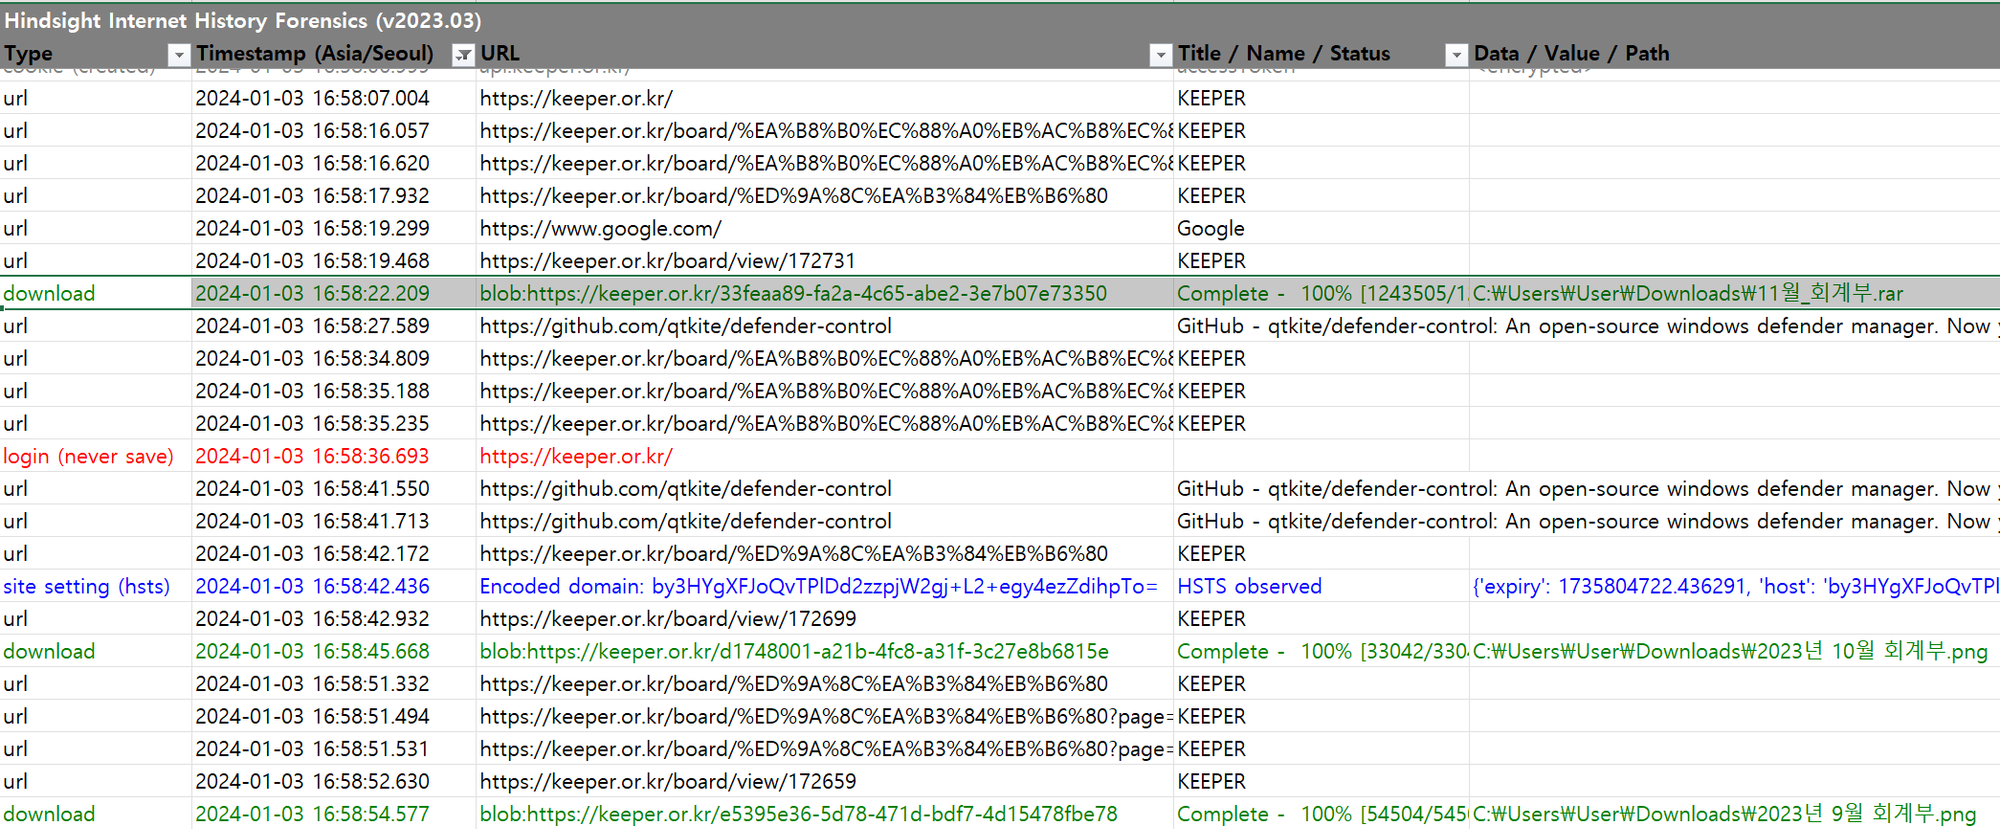 Hindsight Internet History Forensics (v2023.03)
Type Timestamp (Asia/Seoul) URL Title / Name / Status Data / Value / Path
url 2024-01-03 16:58:07.004 https://keeper.or.kr/ KEEPER
url 2024-01-03 16:58:16.057 https://keeper.or.kr/board/%EA%B8%B0%EC%88%A0%EB%AC%B8%EC% KEEPER
url 2024-01-03 16:58:16.620 https://keeper.or.kr/board/%EA%B8%B0%EC%88%A0%EB%AC%B8%EC% KEEPER
url 2024-01-03 16:58:17.932 https://keeper.or.kr/board/%ED%9A%8C%EA%B3%84%EB%B6%80 KEEPER
url 2024-01-03 16:58:19.299 https://www.google.com/ Google
url 2024-01-03 16:58:19.468 https://keeper.or.kr/board/view/172731 KEEPER
download 2024-01-03 16:58:22.209 blob:https://keeper.or.kr/33feaa89-fa2a-4c65-abe2-3e7b07e73350 Complete - 100% [1243505/1 C:₩Users₩User₩Downloads₩11월_회계부.rar
url 2024-01-03 16:58:27.589 https://github.com/qtkite/defender-control GitHub - qtkite/defender-control: An open-source windows defender manager. Now
url 2024-01-03 16:58:34.809 https://keeper.or.kr/board/%EA%B8%B0%EC%88%A0%EB%AC%B8%EC% KEEPER
url 2024-01-03 16:58:35.188 https://keeper.or.kr/board/%EA%B8%B0%EC%88%A0%EB%AC%B8%EC% KEEPER
url 2024-01-03 16:58:35.235 https://keeper.or.kr/board/%EA%B8%B0%EC%88%A0%EB%AC%B8%EC% KEEPER
login (never save) 2024-01-03 16:58:36.693 https://keeper.or.kr/
url 2024-01-03 16:58:41.550 https://github.com/qtkite/defender-control GitHub - qtkite/defender-control: An open-source windows defender manager. Now
url 2024-01-03 16:58:41.713 https://github.com/qtkite/defender-control GitHub - qtkite/defender-control: An open-source windows defender manager. Now
url 2024-01-03 16:58:42.172 https://keeper.or.kr/board/%ED%9A%8C%EA%B3%84%EB%B6%80 KEEPER
site setting (hsts) 2024-01-03 16:58:42.436 Encoded domain: by3HYgXFJoQvTPlDd2zzpjW2gj+L2+egy4ezZdihpTo= HSTS observed {'expiry': 1735804722.436291, 'host': 'by3HYgXFJoQvTPl
url 2024-01-03 16:58:42.932 https://keeper.or.kr/board/view/172699 KEEPER
download 2024-01-03 16:58:45.668 blob:https://keeper.or.kr/d1748001-a21b-4fc8-a31f-3c27e8b6815e Complete - 100% [33042/330 C:₩Users₩User₩Downloads₩2023년 10월 회계부.png
url 2024-01-03 16:58:51.332 https://keeper.or.kr/board/%ED%9A%8C%EA%B3%84%EB%B6%80 KEEPER
url 2024-01-03 16:58:51.494 https://keeper.or.kr/board/%ED%9A%8C%EA%B3%84%EB%B6%80?page= KEEPER
url 2024-01-03 16:58:51.531 https://keeper.or.kr/board/%ED%9A%8C%EA%B3%84%EB%B6%80?page= KEEPER
url 2024-01-03 16:58:52.630 https://keeper.or.kr/board/view/172659 KEEPER
download 2024-01-03 16:58:54.577 blob:https://keeper.or.kr/e5395e36-5d78-471d-bdf7-4d15478fbe78 Complete - 100% [54504/545 C:₩Users₩User₩Downloads₩2023년 9월 회계부.png